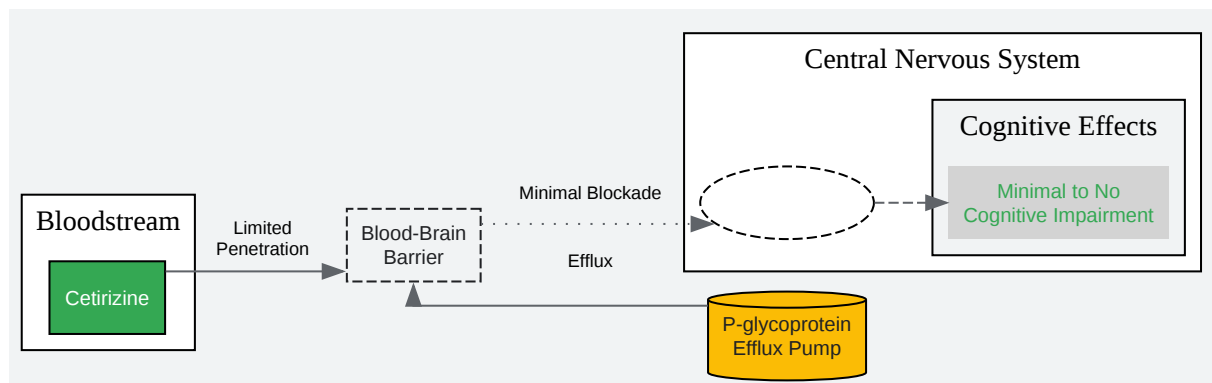 Central Nervous System
Cognitive Effects
Minimal to No
Cognitive Impairment
Minimal Blockade
Bloodstream
Limited
Penetration
Blood-Brain
Barrier
Efflux
Cetirizine
P-glycoprotein
Efflux Pump